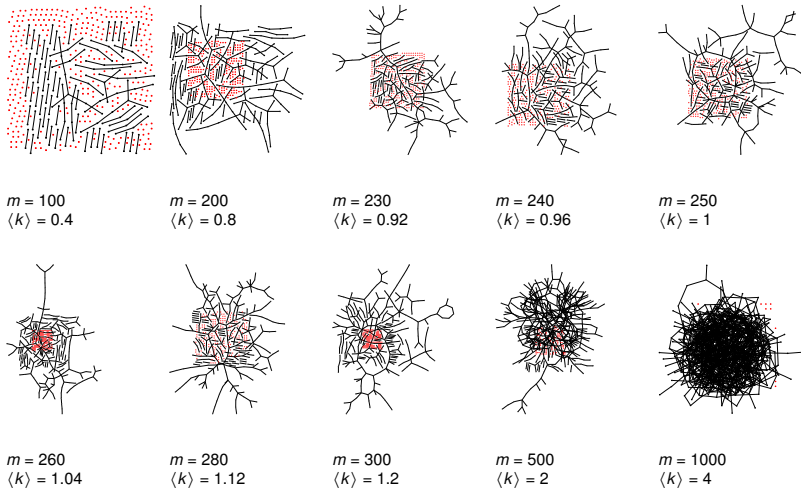 m = 100
⟨k⟩ = 0.4
m = 200
⟨k⟩ = 0.8
m = 230
⟨k⟩ = 0.92
m = 240
⟨k⟩ = 0.96
m = 250
⟨k⟩ = 1
m = 260
⟨k⟩ = 1.04
m = 280
⟨k⟩ = 1.12
m = 300
⟨k⟩ = 1.2
m = 500
⟨k⟩ = 2
m = 1000
⟨k⟩ = 4